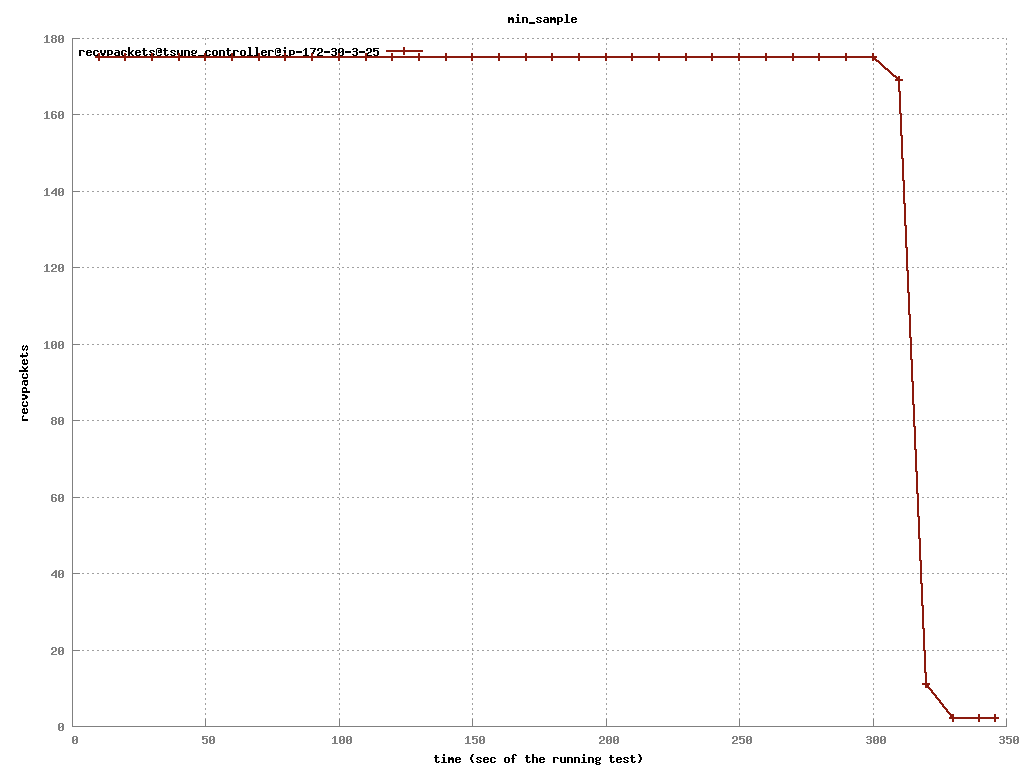 min_sample
180
recvpackets@tsung_controller@ip-172-30-3-25
160
140
120
100
80
60
40
20
0
recvpackets
0 50 100 150 200 250 300 350
time (sec of the running test)